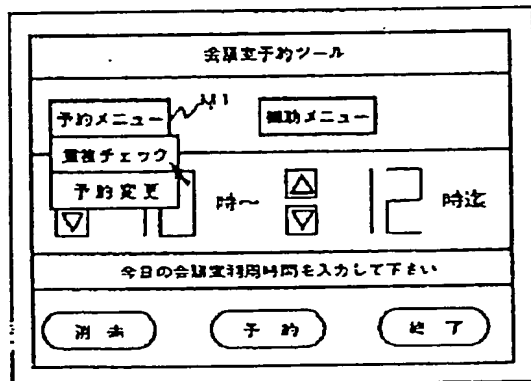 会議室予約ツール
予約メニュー M1 補助メニュー
重複チェック
予約変更
時〜 12 時迄
今日の会議室利用時間を入力して下さい
消去 予約 終了